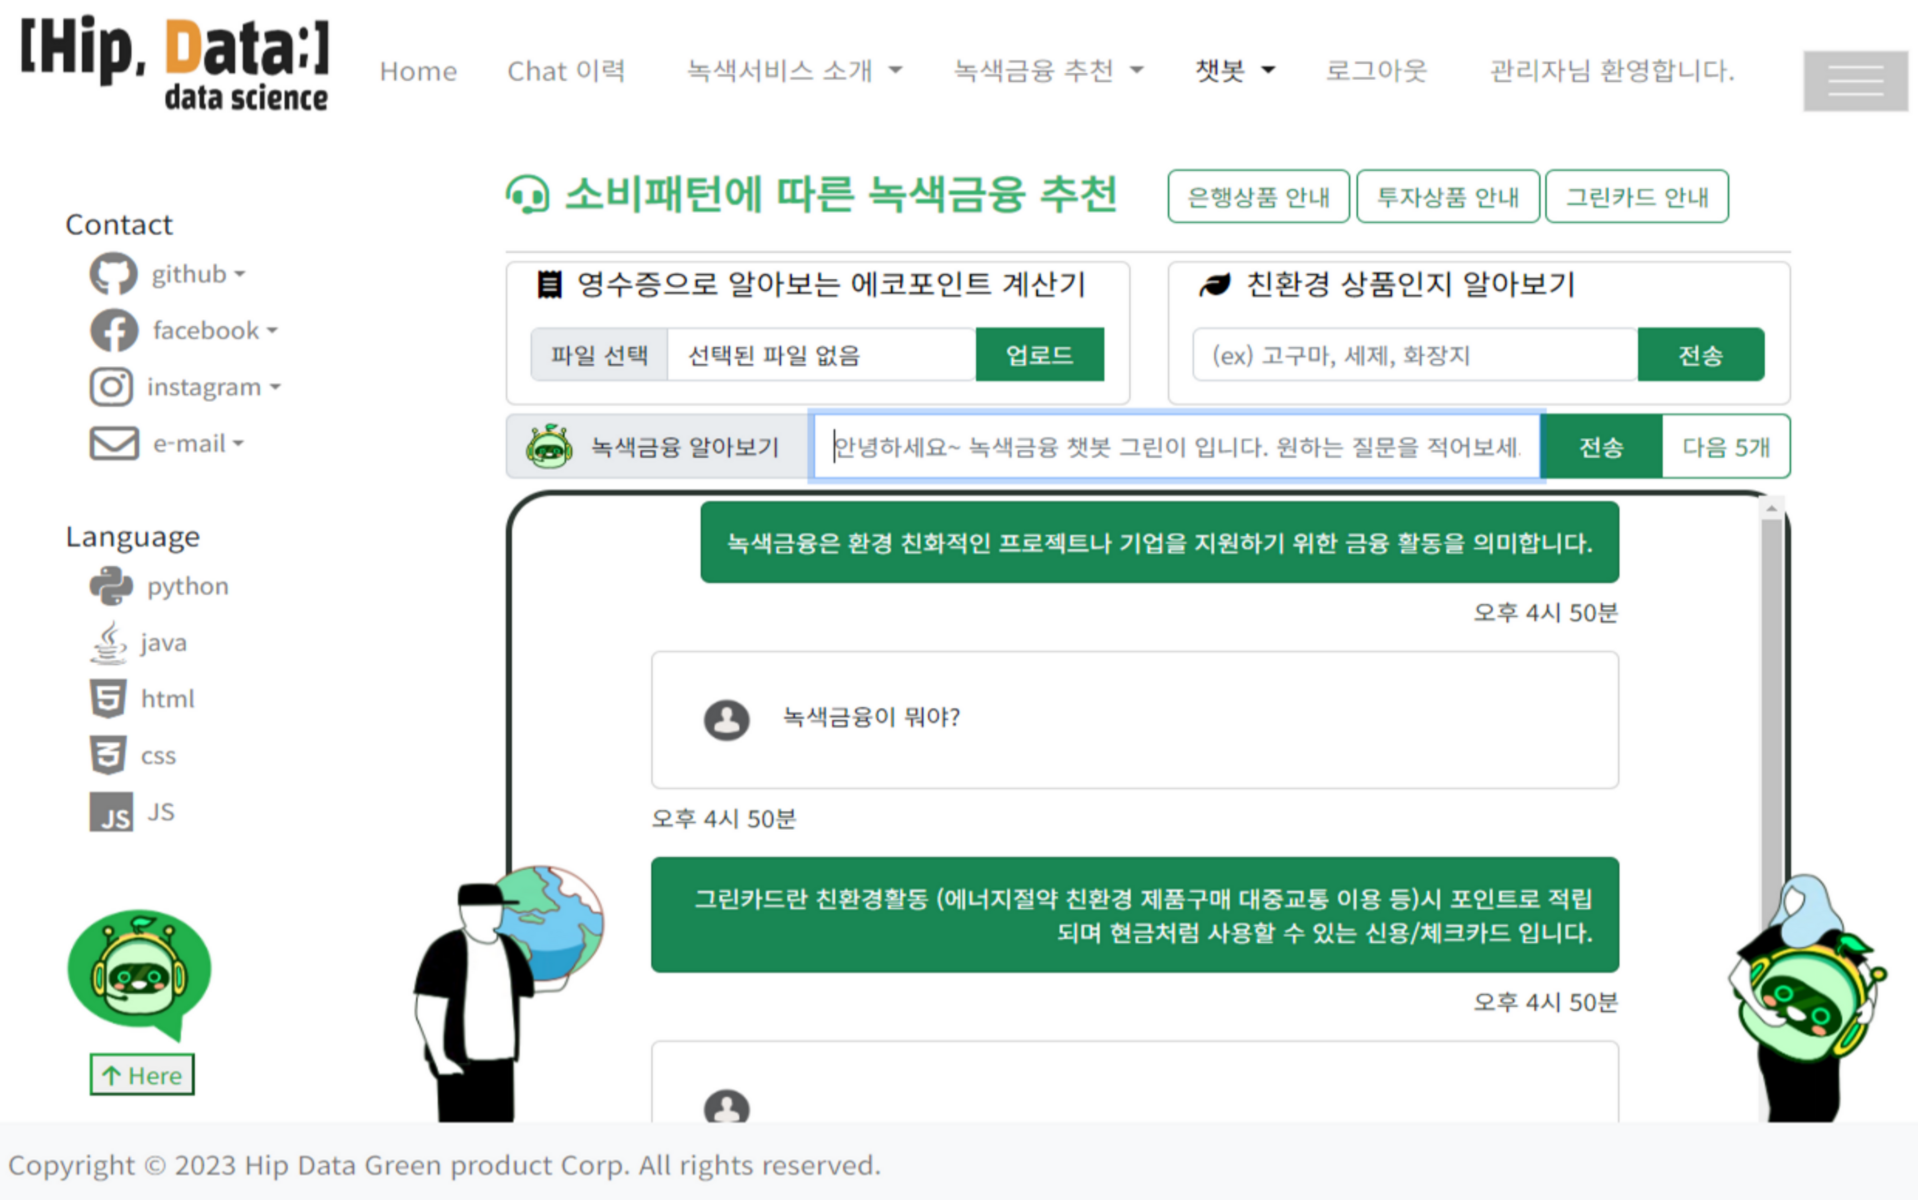 [Hip, Data:]
data science
Home
Chat 이력
녹색서비스 소개
녹색금융 추천
챗봇
로그아웃
관리자님 환영합니다.
Contact
github
facebook
instagram
e-mail
Language
python
java
html
css
JS
JS
↑ Here
소비패턴에 따른 녹색금융 추천
은행상품 안내
투자상품 안내
그린카드 안내
영수증으로 알아보는 에코포인트 계산기
파일 선택
선택된 파일 없음
업로드
친환경 상품인지 알아보기
(ex) 고구마, 세제, 화장지
전송
녹색금융 알아보기
안녕하세요~ 녹색금융 챗봇 그린이 입니다. 원하는 질문을 적어보세.
전송
다음 5개
녹색금융은 환경 친화적인 프로젝트나 기업을 지원하기 위한 금융 활동을 의미합니다.
오후 4시 50분
녹색금융이 뭐야?
오후 4시 50분
그린카드란 친환경활동 (에너지절약 친환경 제품구매 대중교통 이용 등)시 포인트로 적립
되며 현금처럼 사용할 수 있는 신용/체크카드 입니다.
오후 4시 50분
Copyright © 2023 Hip Data Green product Corp. All rights reserved.